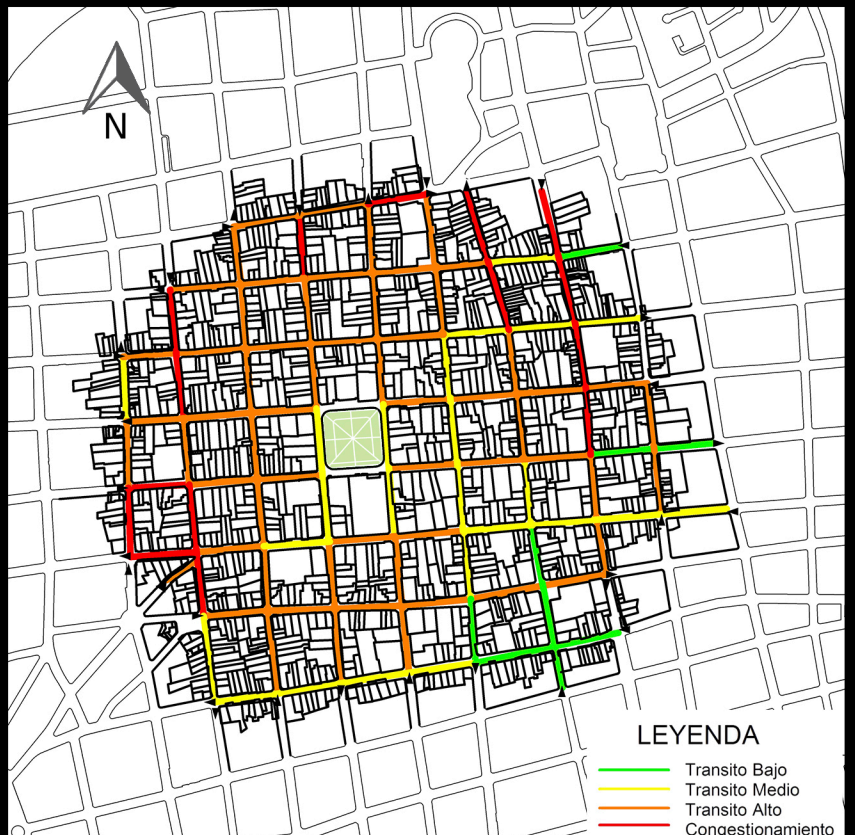 N
LEYENDA
Transito Bajo
Transito Medio
Transito Alto
Congestionamiento